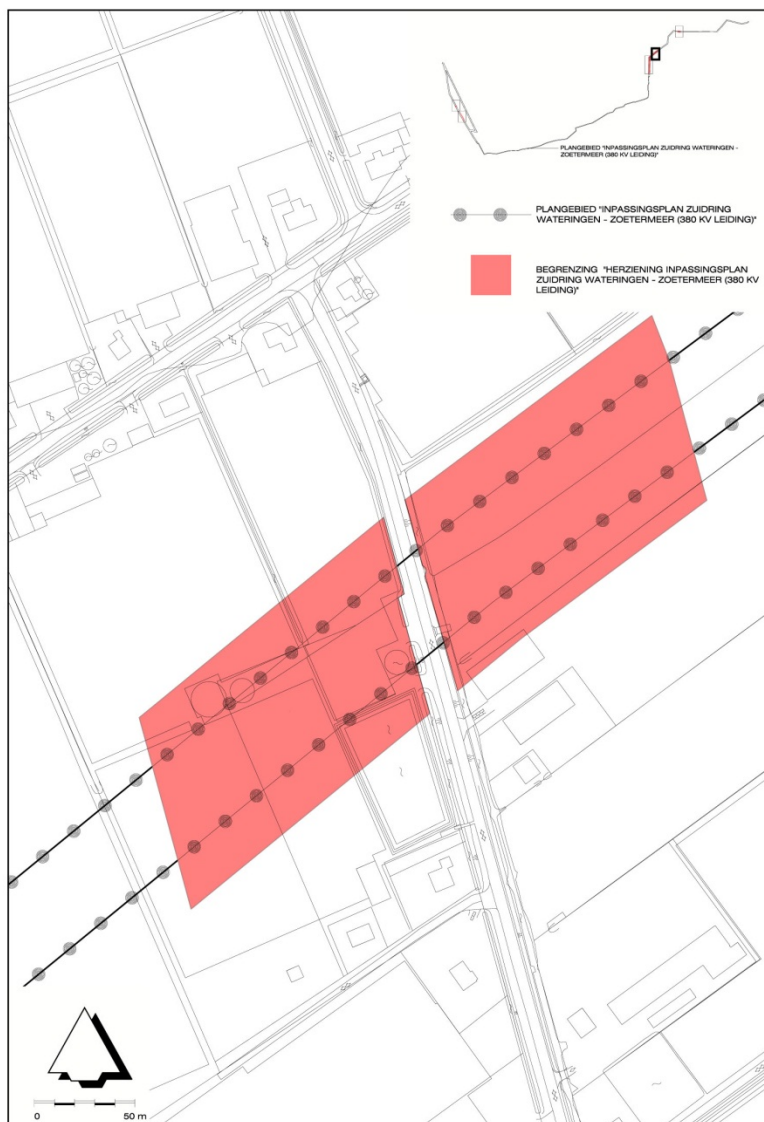 PLANGEBIED "INPASSINGSPLAN ZUIDRING WATERINGEN -
ZOETERMEER (380 KV LEIDING)"
PLANGEBIED "INPASSINGSPLAN ZUIDRING
WATERINGEN - ZOETERMEER (380 KV LEIDING)"
BEGRENZING "HERZIENING INPASSINGSPLAN
ZUIDRING WATERINGEN - ZOETERMEER (380 KV
LEIDING)"
0 50 m